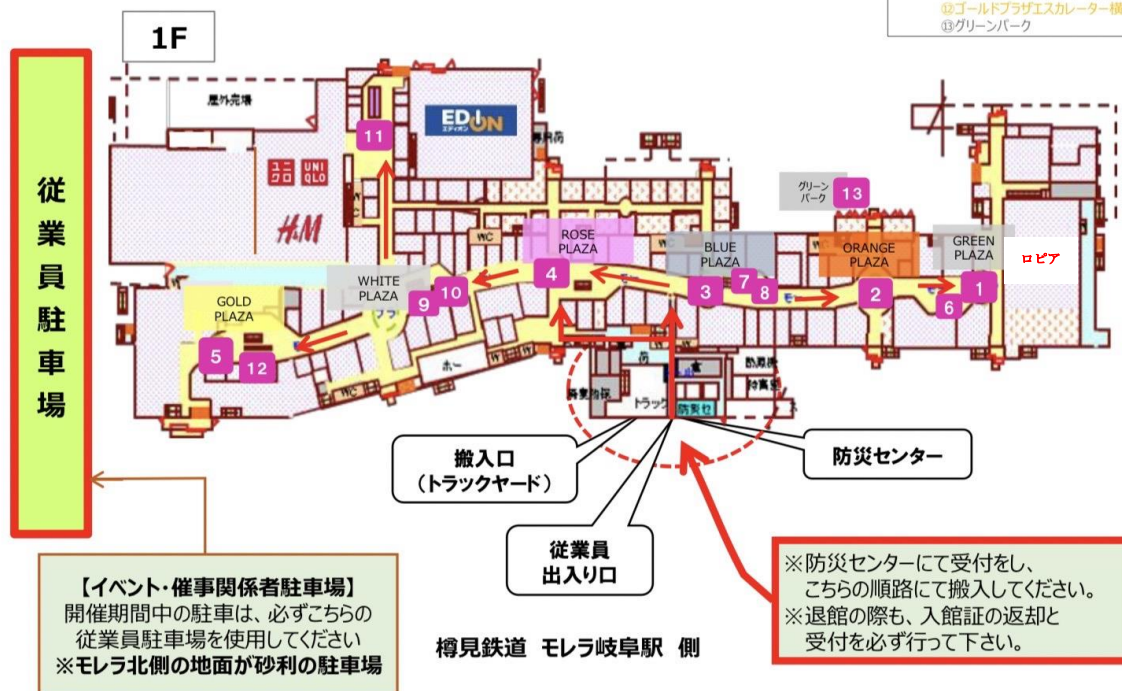 ⑫ゴールドプラザエスカレーター横
⑬グリーンパーク
1F
従業員駐車場
屋外売場
11
EDION
エディオン
ユニクロ
UNIQLO
H&M
グリーン
パーク
13
WC
WC
WC
ROSE
PLAZA
BLUE
PLAZA
ORANGE
PLAZA
GREEN
PLAZA
ロピア
WHITE
PLAZA
GOLD
PLAZA
4
10
9
3
7
8
2
6
1
5
12
WC
ホー
荷
トラック
防災セ
搬入口
(トラックヤード)
防災センター
従業員
出入り口
【イベント・催事関係者駐車場】
開催期間中の駐車は、必ずこちらの
従業員駐車場を使用してください
※モレラ北側の地面が砂利の駐車場
樽見鉄道 モレラ岐阜駅 側
※防災センターにて受付をし、
こちらの順路にて搬入してください。
※退館の際も、入館証の返却と
受付を必ず行って下さい。